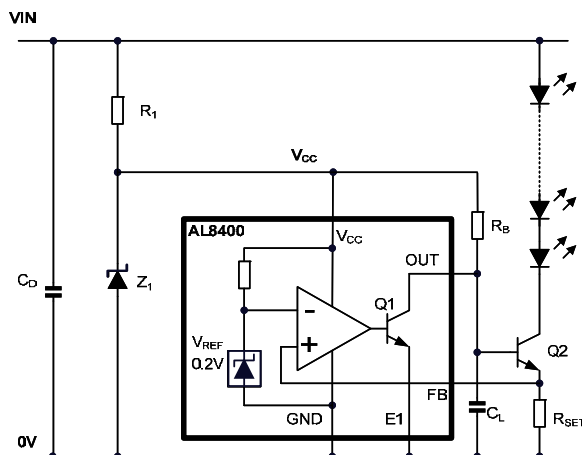 VIN
R1
VCC
AL8400
VCC
RB
OUT
CD
Z1
Q1
-
+
VREF
0.2V
Q2
FB
GND
E1
CL
RSET
0V